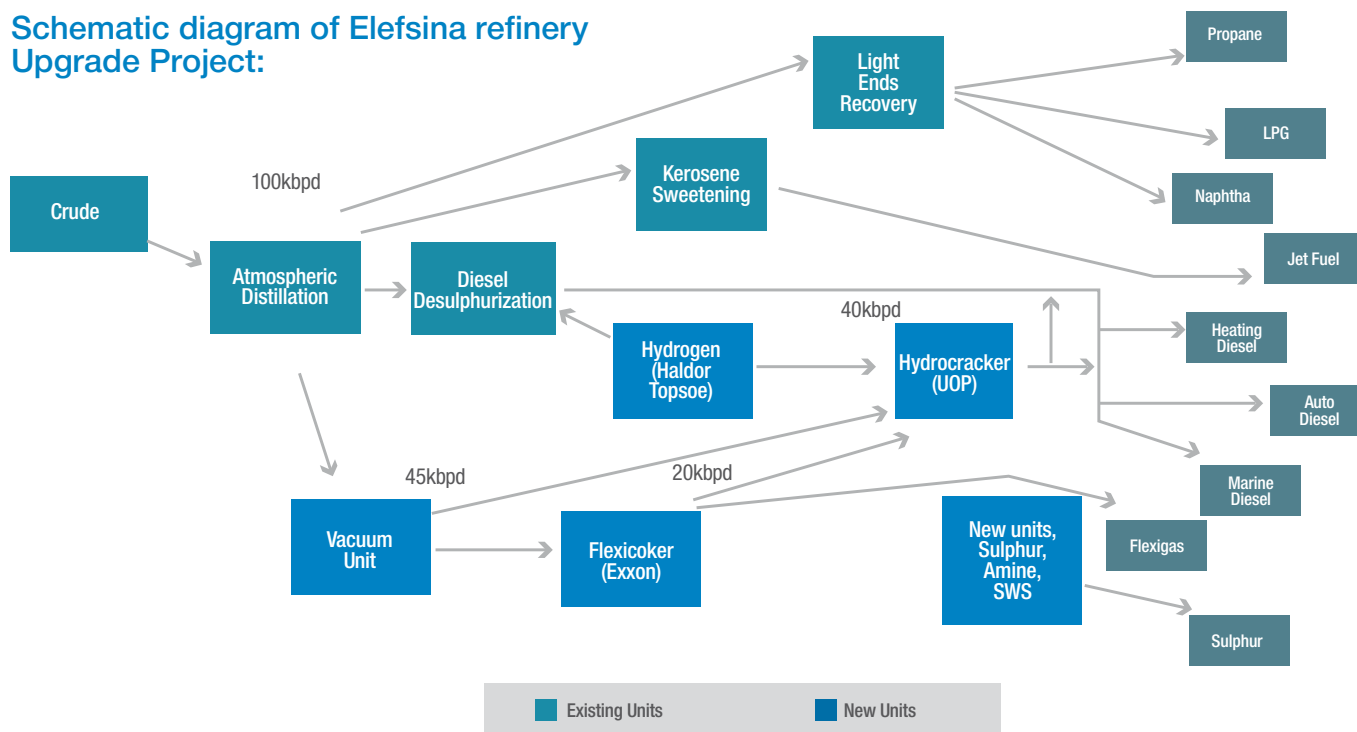 Schematic diagram of Elefsina refinery
Upgrade Project:
Propane
Light
Ends
Recovery
LPG
100kbpd
Kerosene
Sweetening
Naphtha
Crude
Jet Fuel
Atmospheric
Distillation
Diesel
Desulphurization
40kbpd
Heating
Diesel
Hydrogen
(Haldor
Topsoe)
Hydrocracker
(UOP)
Auto
Diesel
45kbpd
20kbpd
Marine
Diesel
Vacuum
Unit
Flexicoker
(Exxon)
New units,
Sulphur,
Amine,
SWS
Flexigas
Sulphur
Existing Units
New Units